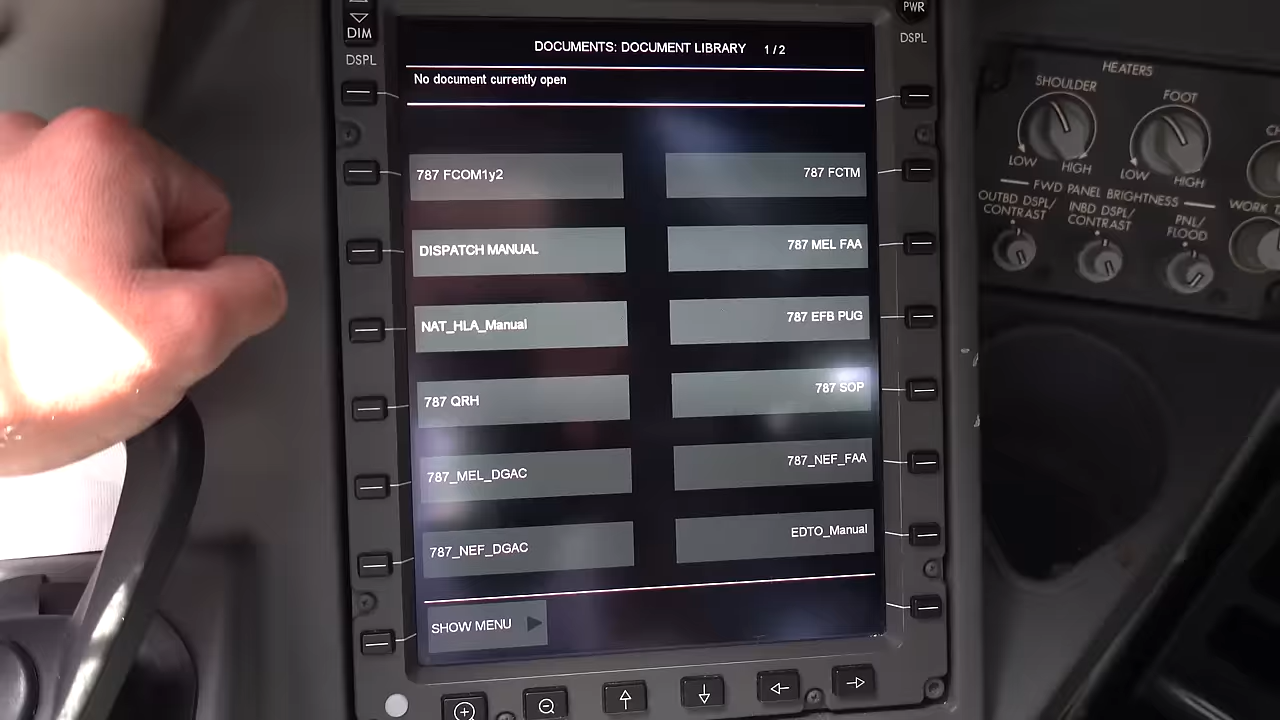 DIM
DSPL
PWR
DSPL
DOCUMENTS: DOCUMENT LIBRARY 1 / 2
No document currently open
787 FCOM1y2
787 FCTM
DISPATCH MANUAL
787 MEL FAA
NAT_HLA_Manual
787 EFB PUG
787 QRH
787 SOP
787_MEL_DGAC
787_NEF_FAA
787_NEF_DGAC
EDTO_Manual
SHOW MENU
HEATERS
SHOULDER
FOOT
LOW
HIGH
LOW
HIGH
FWD PANEL BRIGHTNESS
OUTBD DSPL/
CONTRAST
INBD DSPL/
CONTRAST
PNL/
FLOOD
WORK